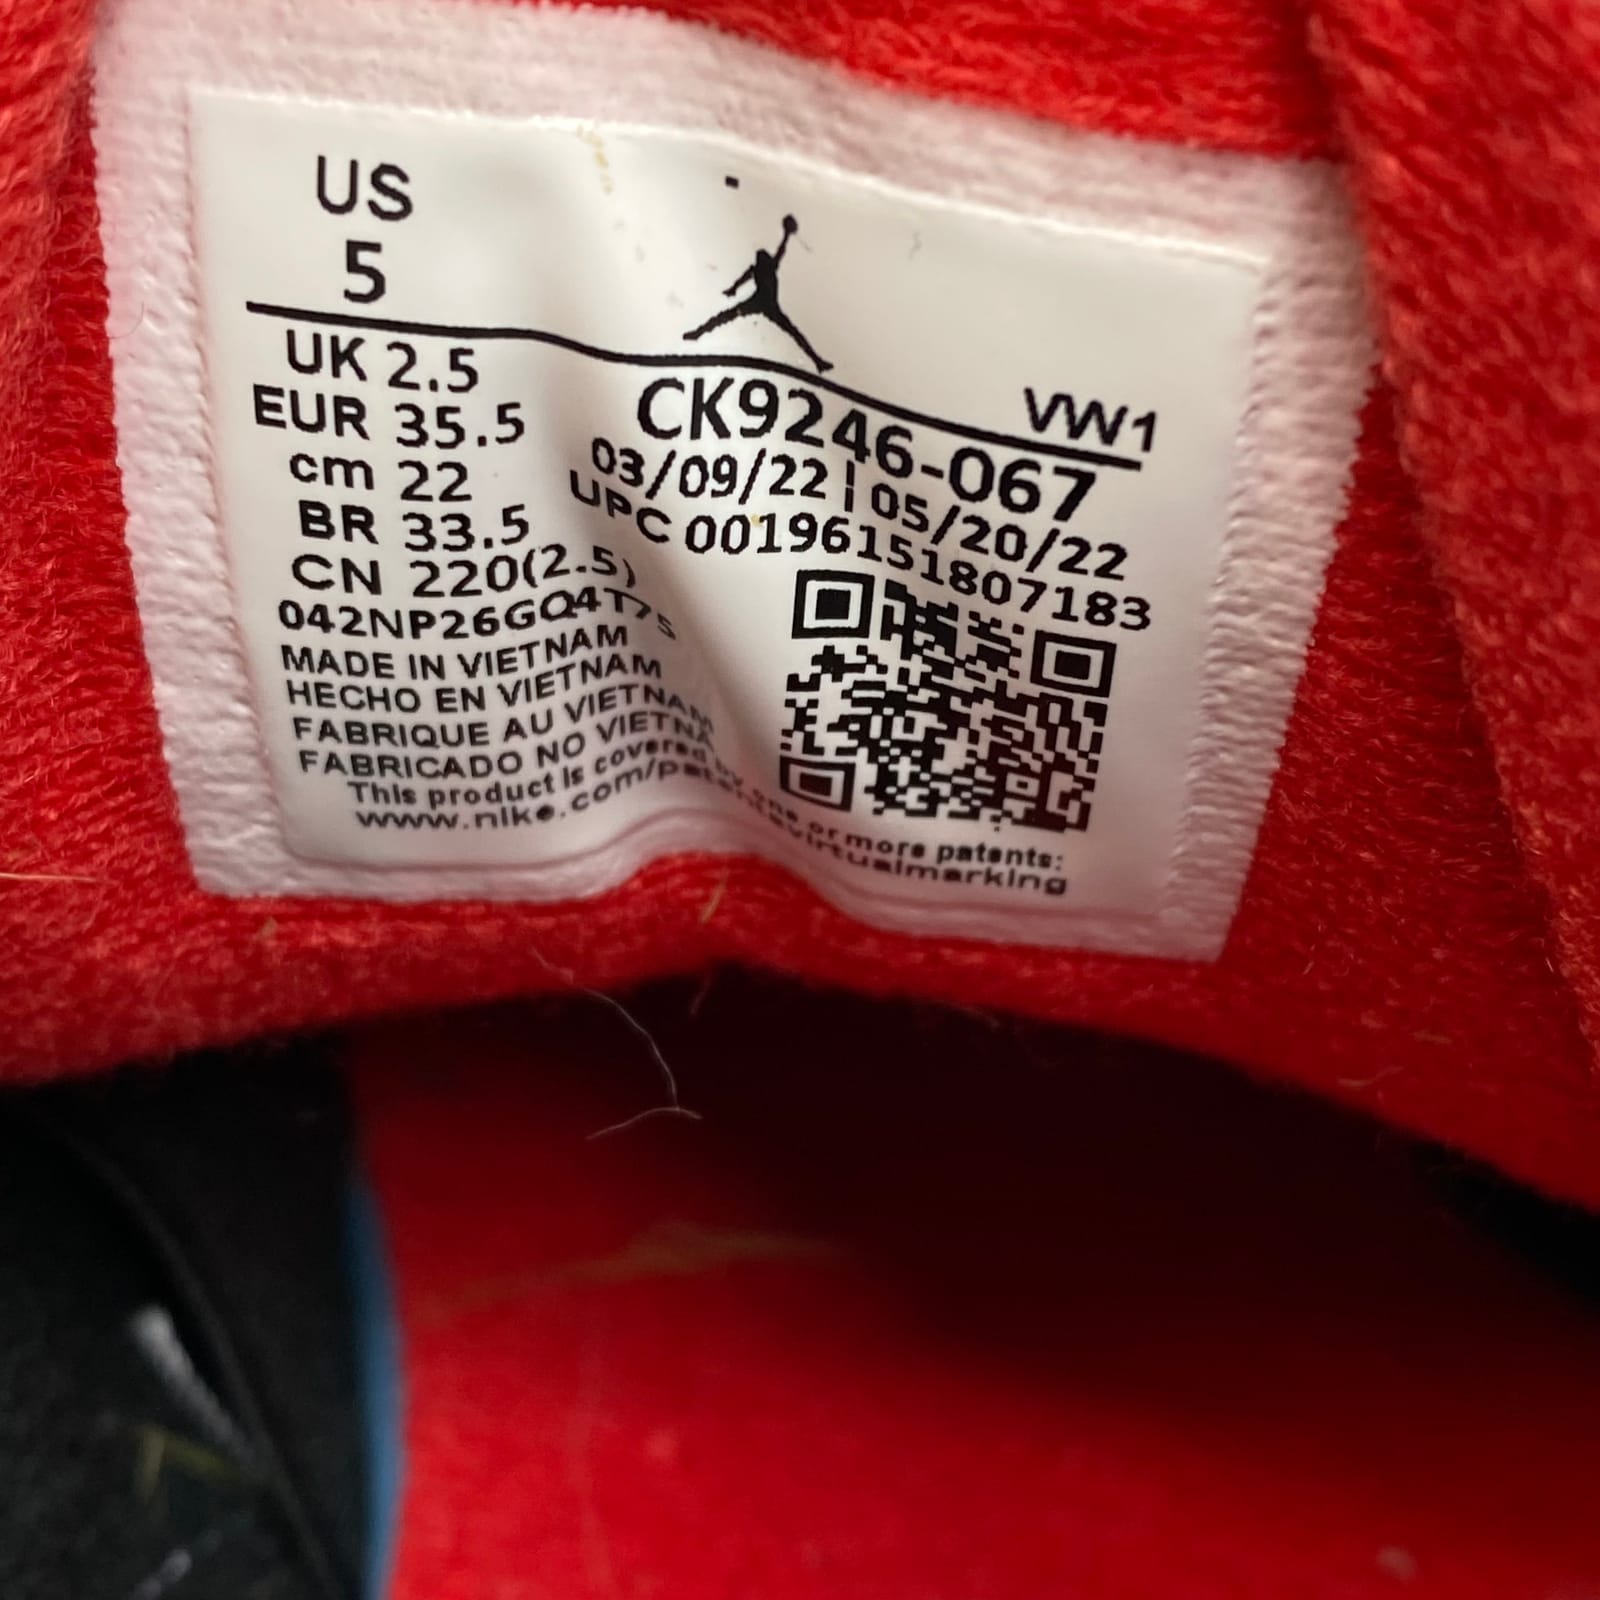 US
5
VW1
UK 2.5
EUR 35.5
cm 22
BR 33.5
CN 220(2.5)
042NP26GQ4T75
MADE IN VIETNAM
HECHO EN VIETNAM
FABRIQUE AU VIETNAM
FABRICADO NO VIETNA
CK9246-067
03/09/22 | 05/20/22
UPC 00196151807183
This product is covered by one or more patents:
www.nike.com/patentsvirtualmarking